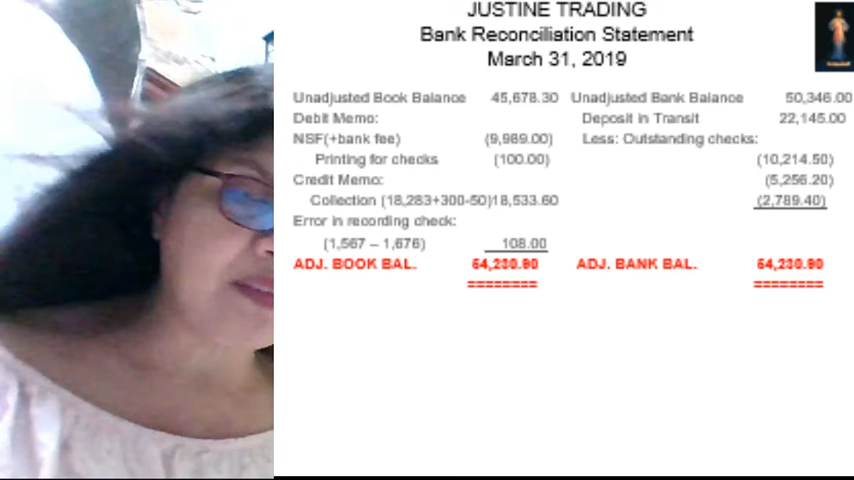 JUSTINE TRADING
Bank Reconciliation Statement
March 31, 2019
Unadjusted Book Balance 45,678.30 Unadjusted Bank Balance 50,346.00
Debit Memo: Deposit in Transit 22,145.00
NSF(+bank fee) (9,989.00) Less: Outstanding checks:
Printing for checks (100.00) (10,214.50)
Credit Memo: (5,256.20)
Collection (18,283+300-50)18,533.60 (2,789.40)
Error in recording check:
(1,567 – 1,676) 108.00
ADJ. BOOK BAL. 54,230.90 ADJ. BANK BAL. 54,230.90
======== ========